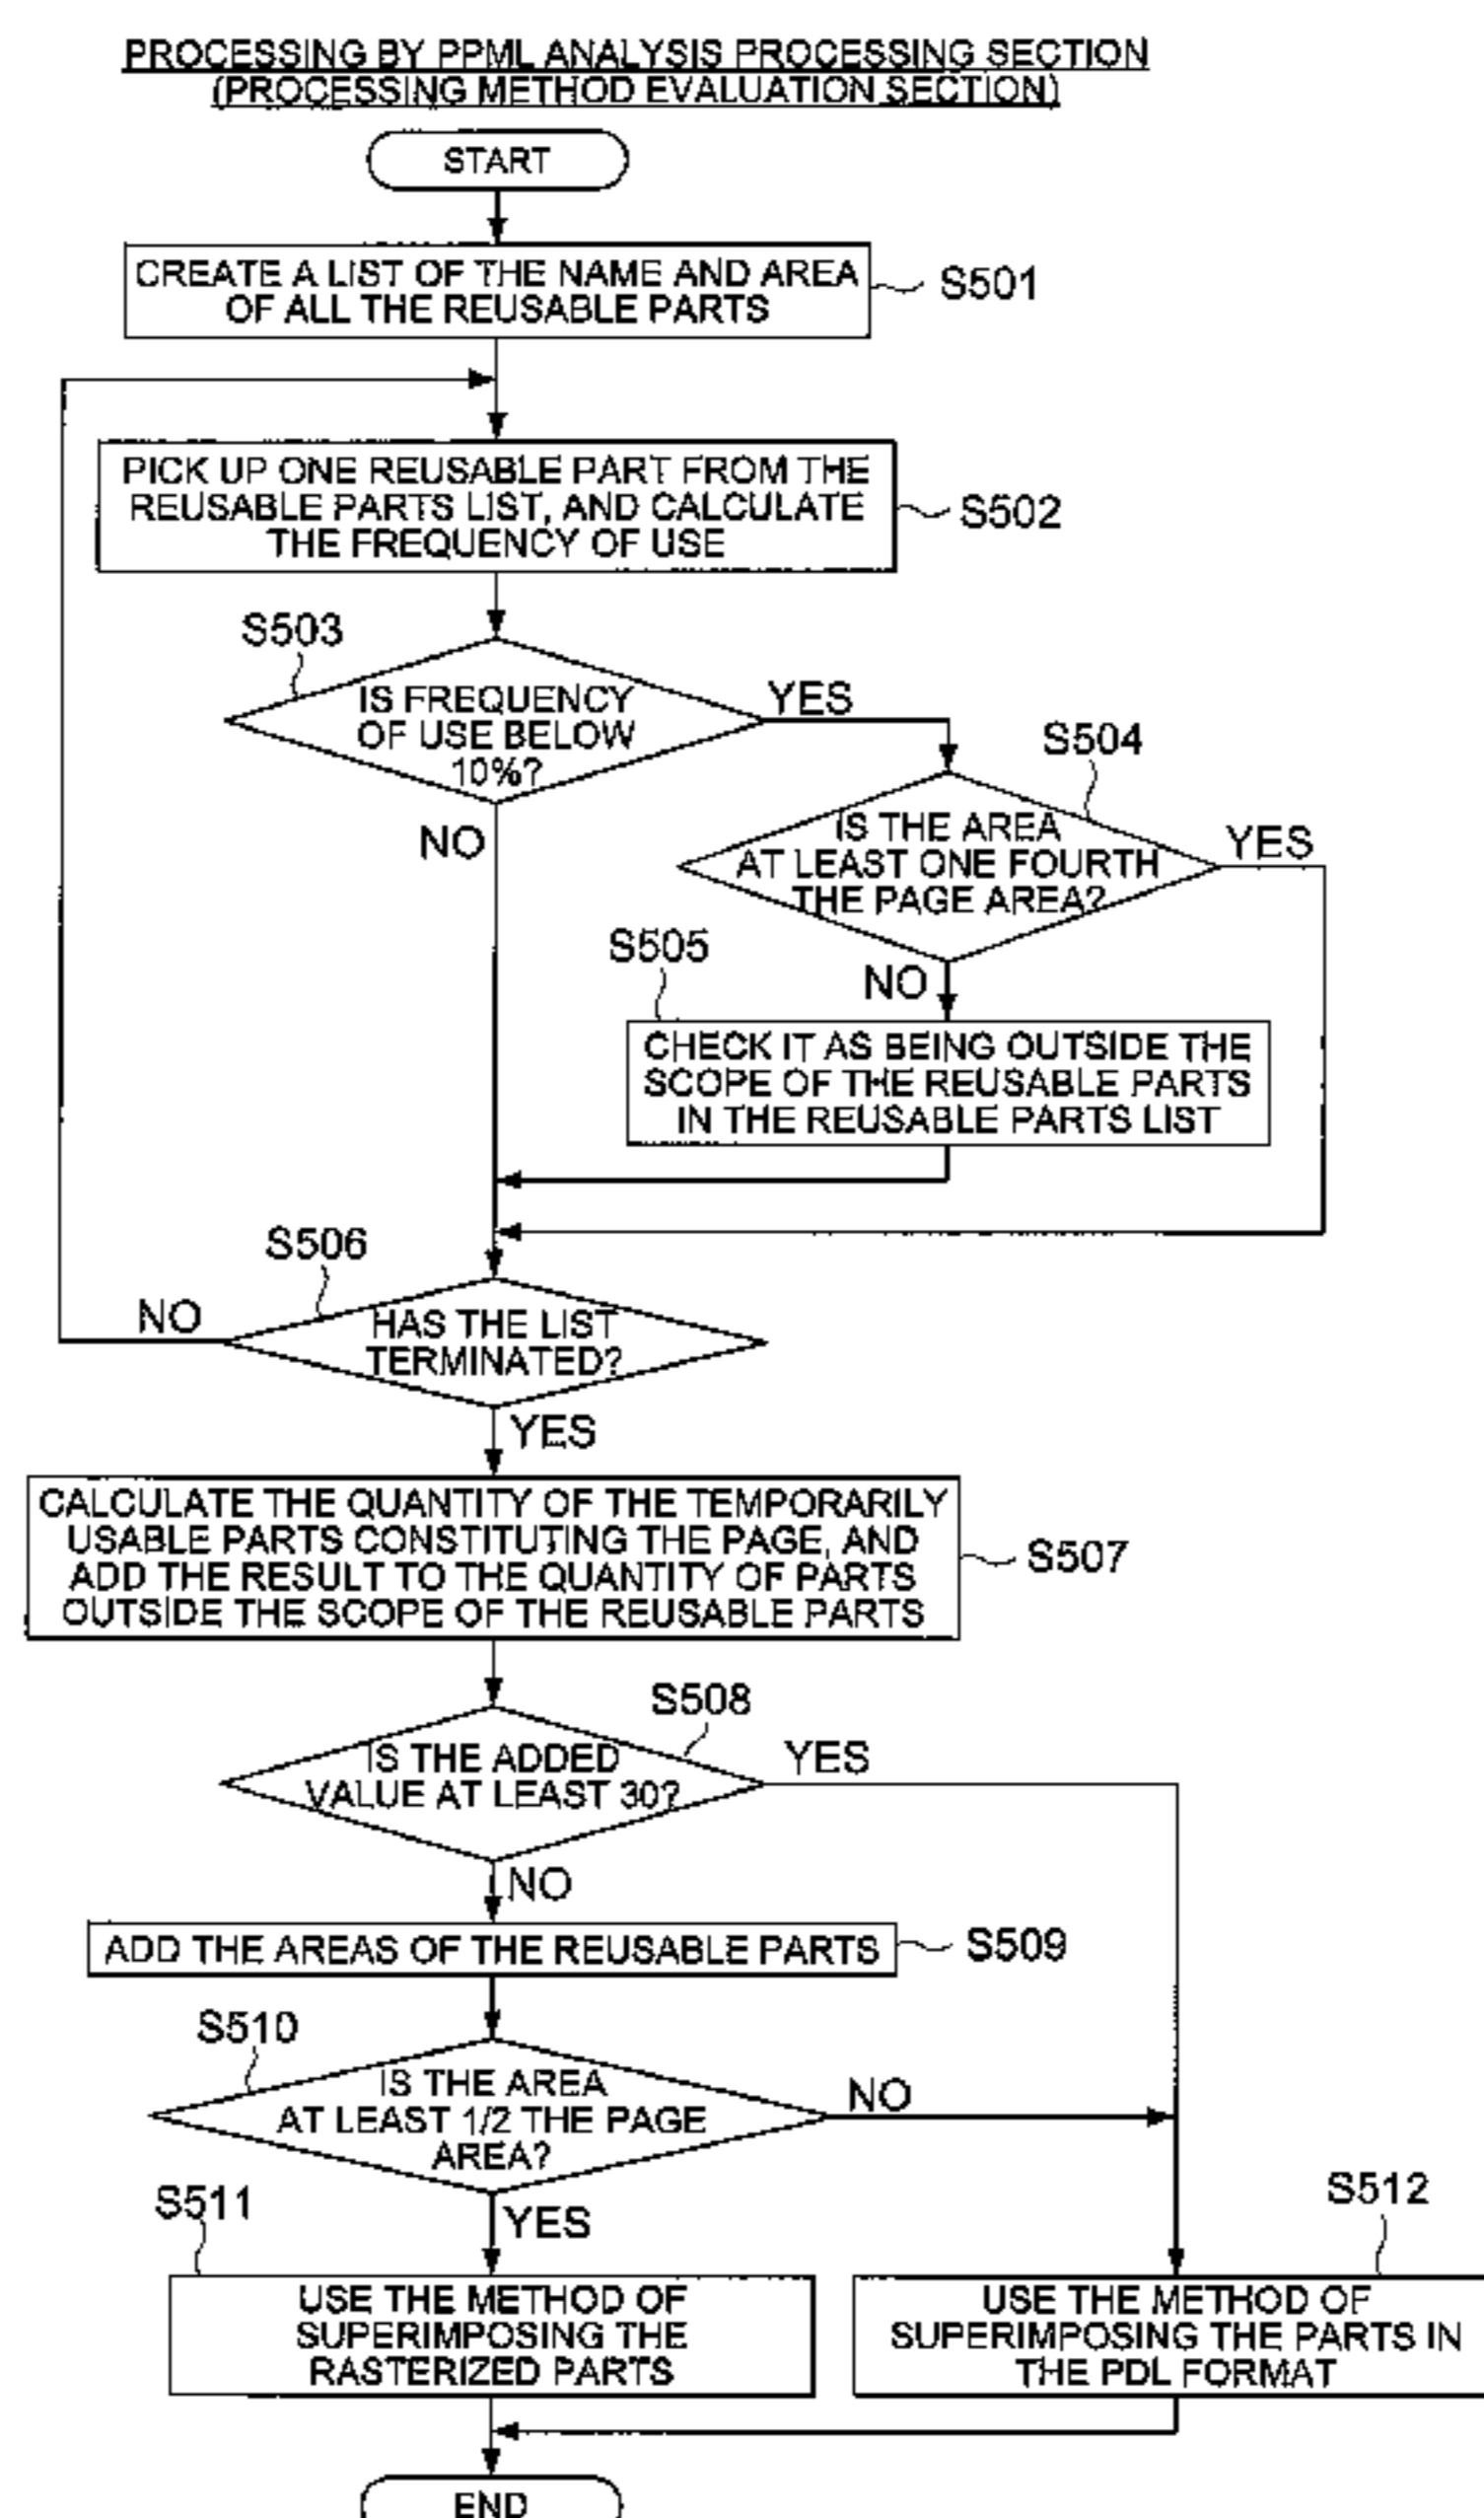 PROCESSING BY PPML ANALYSIS PROCESSING SECTION
(PROCESSING METHOD EVALUATION SECTION)
START
CREATE A LIST OF THE NAME AND AREA
OF ALL THE REUSABLE PARTS
S501
PICK UP ONE REUSABLE PART FROM THE
REUSABLE PARTS LIST, AND CALCULATE
THE FREQUENCY OF USE
S502
S503
IS FREQUENCY
OF USE BELOW
10%?
YES
NO
S504
IS THE AREA
AT LEAST ONE FOURTH
THE PAGE AREA?
YES
NO
S505
CHECK IT AS BEING OUTSIDE THE
SCOPE OF THE REUSABLE PARTS
IN THE REUSABLE PARTS LIST
S506
HAS THE LIST
TERMINATED?
NO
YES
CALCULATE THE QUANTITY OF THE TEMPORARILY
USABLE PARTS CONSTITUTING THE PAGE, AND
ADD THE RESULT TO THE QUANTITY OF PARTS
OUTSIDE THE SCOPE OF THE REUSABLE PARTS
S507
S508
IS THE ADDED
VALUE AT LEAST 30?
YES
NO
ADD THE AREAS OF THE REUSABLE PARTS
S509
S510
IS THE AREA
AT LEAST 1/2 THE PAGE
AREA?
NO
YES
S511
USE THE METHOD OF
SUPERIMPOSING THE
RASTERIZED PARTS
S512
USE THE METHOD OF
SUPERIMPOSING THE PARTS IN
THE PDL FORMAT
END